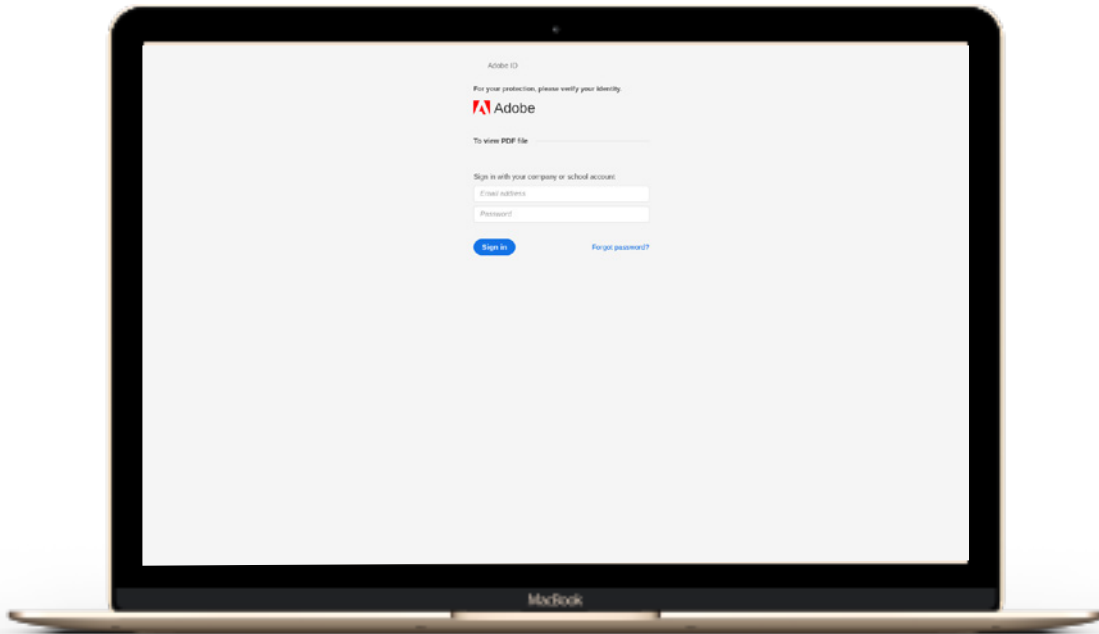 Adobe ID
For your protection, please verify your identity.
Adobe
To view PDF file
Sign in with your company or school account
Email address
Password
Sign in
Forgot password?
MacBook